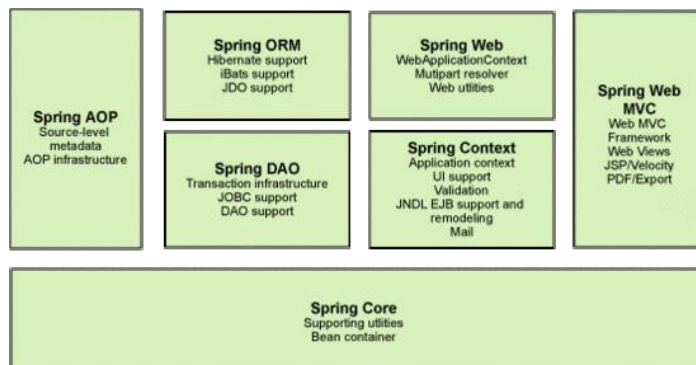 Spring AOP
Source-level
metadata
AOP infrastructure
Spring ORM
Hibernate support
iBats support
JDO support
Spring DAO
Transaction infrastructure
JOBC support
DAO support
Spring Web
WebApplicationContext
Mutipart resolver
Web utlities
Spring Context
Application context
UI support
Validation
JNDL EJB support and
remodeling
Mail
Spring Web
MVC
Web MVC
Framework
Web Views
JSP/Velocity
PDF/Export
Spring Core
Supporting utlities
Bean container